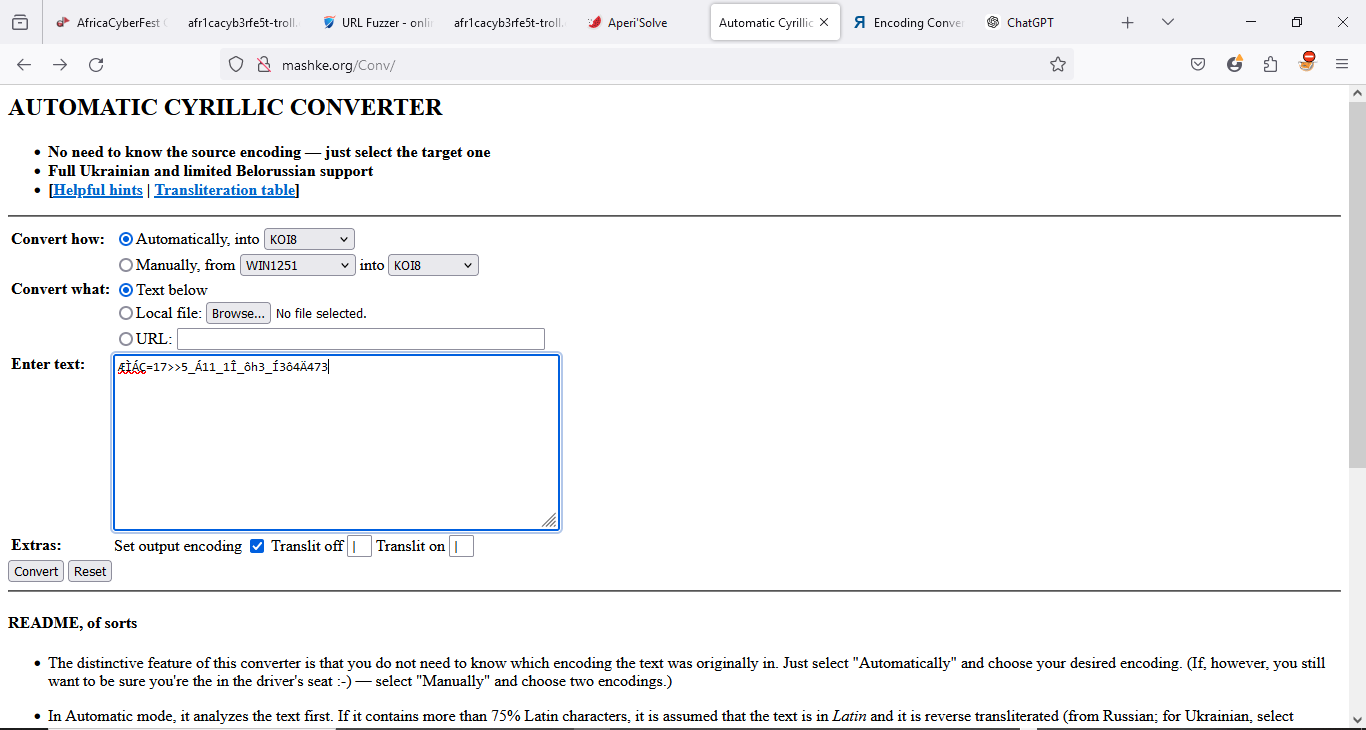 AfricaCyberFest C
afr1cacyb3rfe5t-troll.
URL Fuzzer - onli
afr1cacyb3rfe5t-troll.
Aperi'Solve
Automatic Cyrillic
Encoding Conver
ChatGPT
mashke.org/Conv/
AUTOMATIC CYRILLIC CONVERTER
No need to know the source encoding — just select the target one
Full Ukrainian and limited Belorussian support
[Helpful hints | Transliteration table]
Convert how: Automatically, into KOI8
Manually, from WIN1251 into KOI8
Convert what: Text below
Local file: Browse... No file selected.
URL:
Enter text: ÆÌÁÇ=17>>5_Á11_1Î_ôh3_Í3ô4Ä473
Extras: Set output encoding Translit off | Translit on |
Convert Reset
README, of sorts
The distinctive feature of this converter is that you do not need to know which encoding the text was originally in. Just select "Automatically" and choose your desired encoding. (If, however, you still
want to be sure you're the in the driver's seat :-) — select "Manually" and choose two encodings.)
In Automatic mode, it analyzes the text first. If it contains more than 75% Latin characters, it is assumed that the text is in Latin and it is reverse transliterated (from Russian; for Ukrainian, select